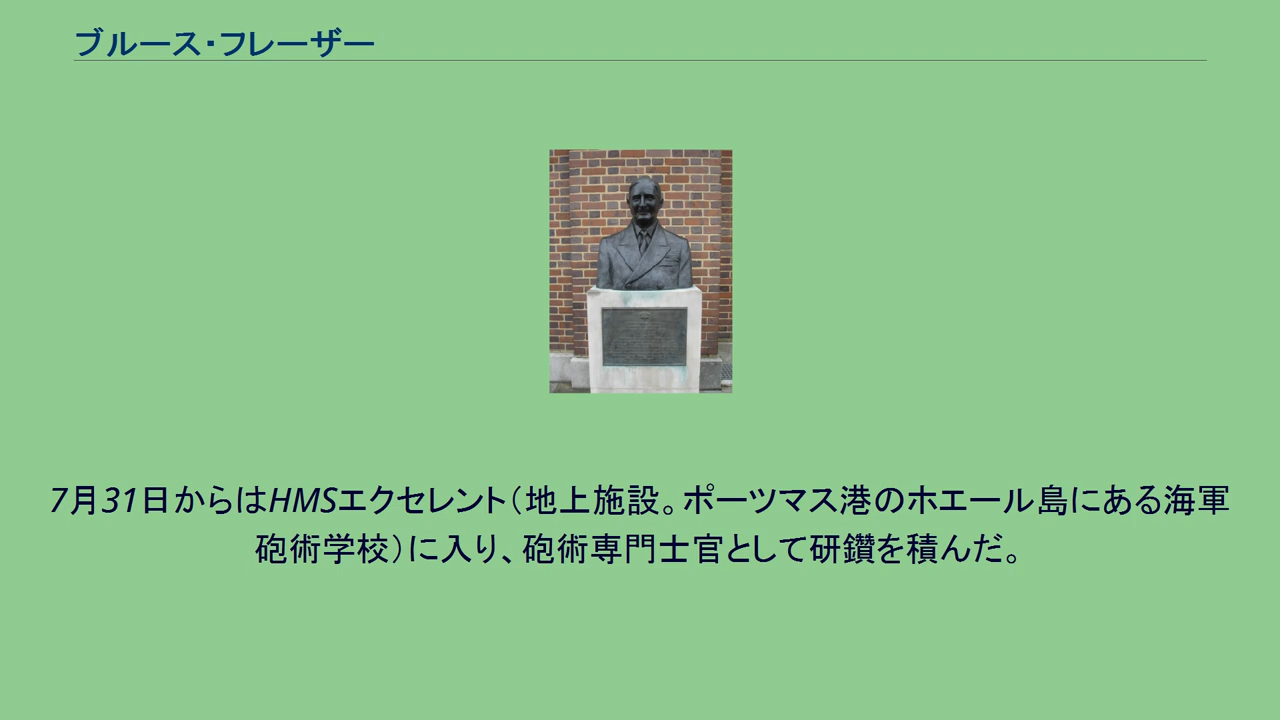 ブルース・フレーザー
7月31日からはHMSエクセレント（地上施設。ポーツマス港のホエール島にある海軍
砲術学校）に入り、砲術専門士官として研鑽を積んだ。